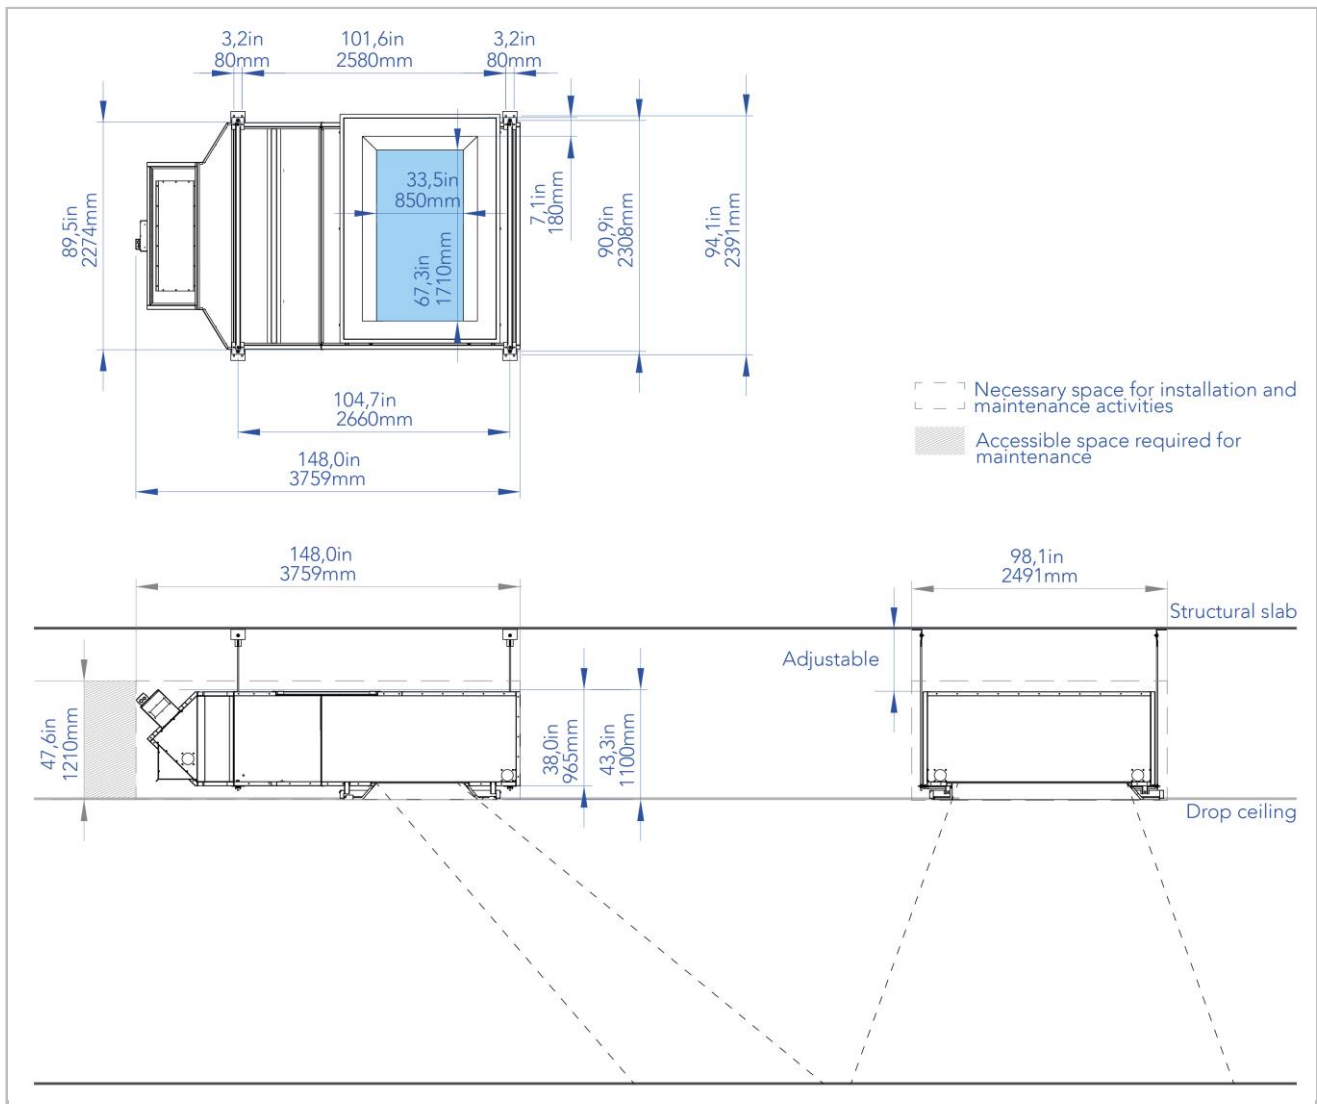 3,2in
80mm
101,6in
2580mm
3,2in
80mm
89,5in
2274mm
33,5in
850mm
67,3in
1710mm
7,1in
180mm
90,9in
2308mm
94,1in
2391mm
104,7in
2660mm
148,0in
3759mm
Necessary space for installation and
maintenance activities
Accessible space required for
maintenance
148,0in
3759mm
98,1in
2491mm
Structural slab
Adjustable
47,6in
1210mm
38,0in
965mm
43,3in
1100mm
Drop ceiling